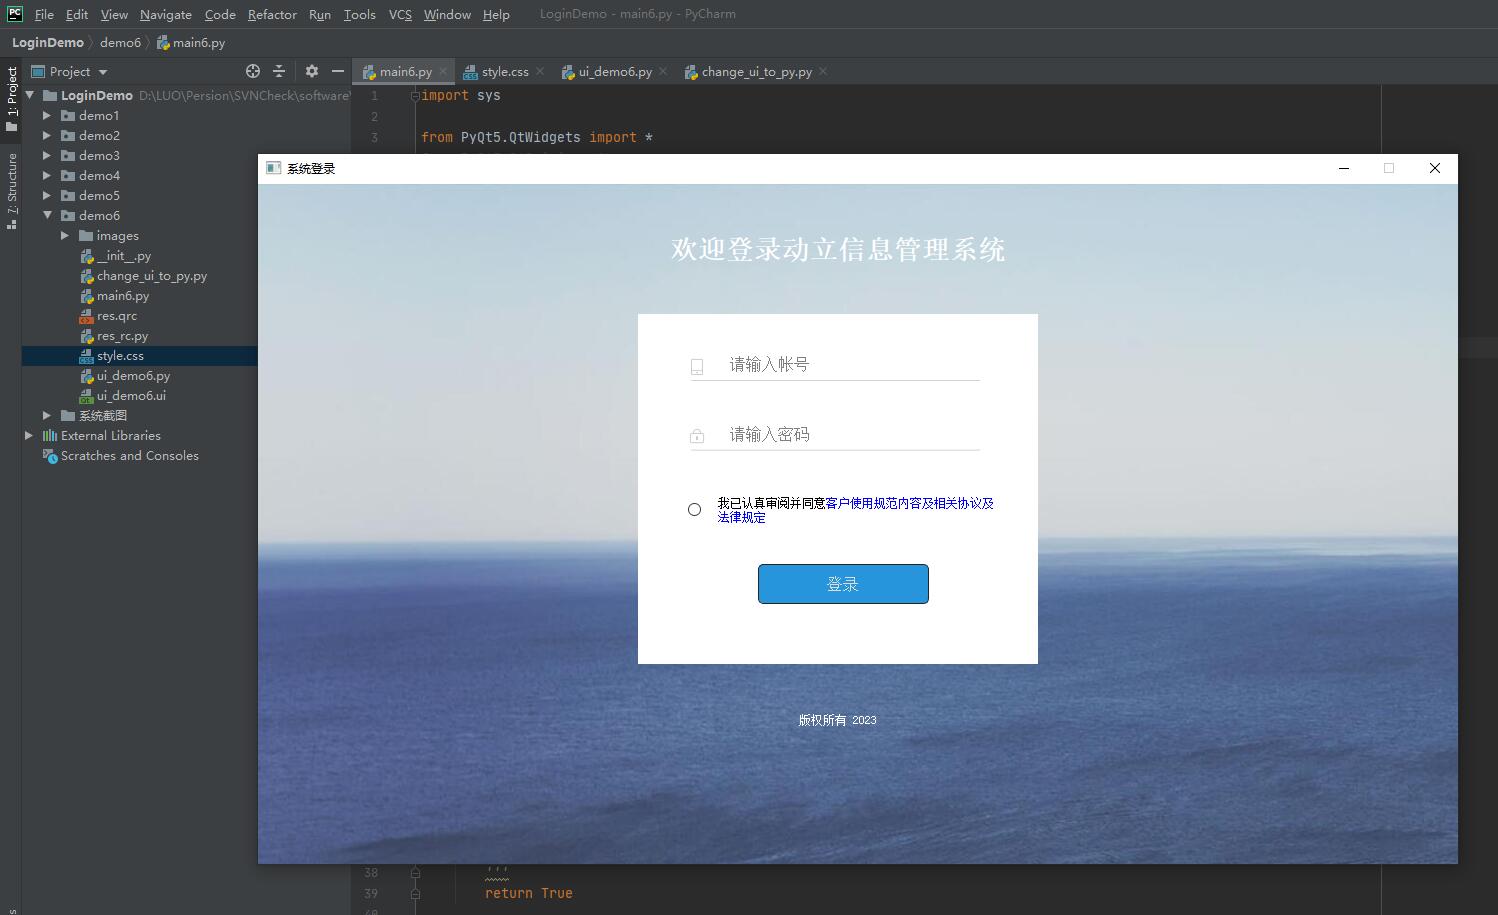 File Edit View Navigate Code Refactor Run Tools VCS Window Help LoginDemo - main6.py - PyCharm
LoginDemo demo6 main6.py
Project main6.py style.css ui_demo6.py change_ui_to_py.py
1: Project
7: Structure
LoginDemo D:\LUO\Persion\SVNCheck\software\
demo1
demo2
demo3
demo4
demo5
demo6
images
__init__.py
change_ui_to_py.py
main6.py
res.qrc
res_rc.py
style.css
ui_demo6.py
ui_demo6.ui
系统截图
External Libraries
Scratches and Consoles
1 import sys
2
3 from PyQt5.QtWidgets import *
系统登录
欢迎登录动立信息管理系统
请输入帐号
请输入密码
我已认真审阅并同意客户使用规范内容及相关协议及
法律规定
登录
版权所有 2023
38 '''
39 return True